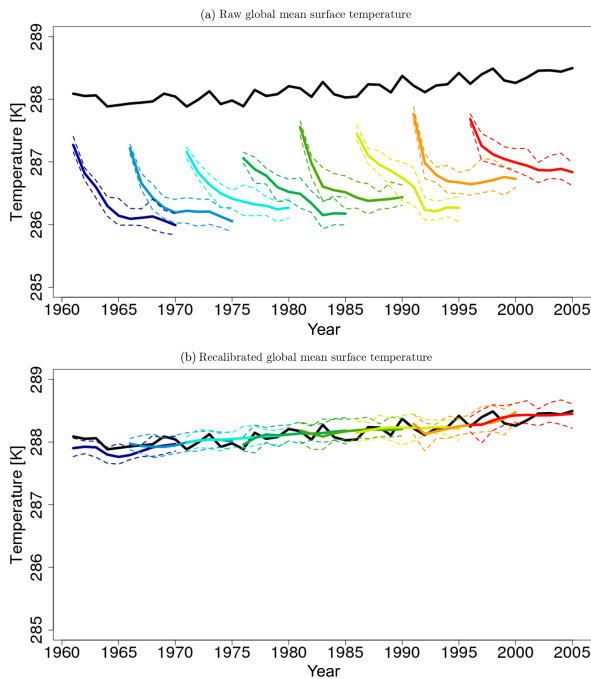 (a) Raw global mean surface temperature
289
288
287
286
285
Temperature [K]
1960 1965 1970 1975 1980 1985 1990 1995 2000 2005
Year
(b) Recalibrated global mean surface temperature
289
288
287
286
285
Temperature [K]
1960 1965 1970 1975 1980 1985 1990 1995 2000 2005
Year